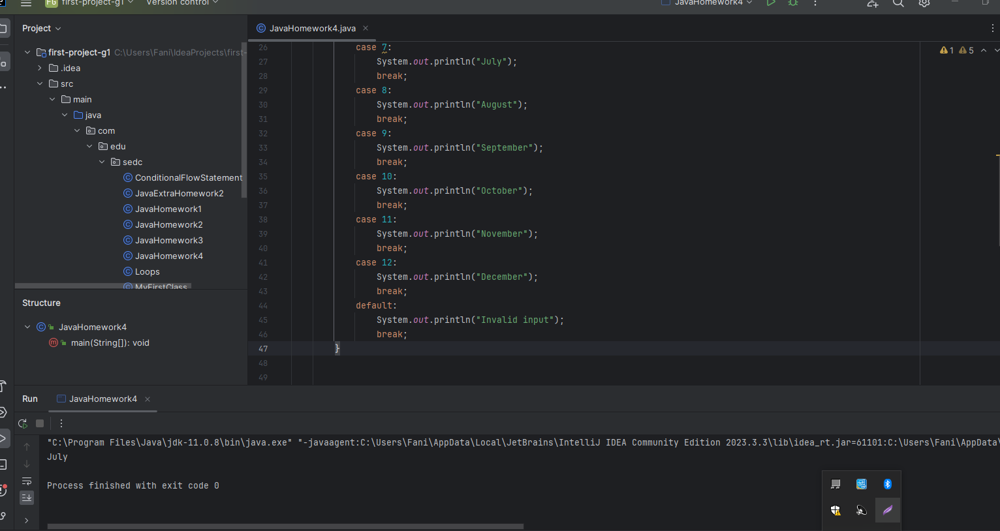 FG first-project-g1 Version control JavaHomework4
Project
JavaHomework4.java
first-project-g1 C:\Users\Fani\IdeaProjects\first-
.idea
src
main
java
com
edu
sedc
ConditionalFlowStatement
JavaExtraHomework2
JavaHomework1
JavaHomework2
JavaHomework3
JavaHomework4
Loops
MyFirstClass
Structure
JavaHomework4
main(String[]): void
1 5
26 case 7:
27 System.out.println("July");
28 break;
29 case 8:
30 System.out.println("August");
31 break;
32 case 9:
33 System.out.println("September");
34 break;
35 case 10:
36 System.out.println("October");
37 break;
38 case 11:
39 System.out.println("November");
40 break;
41 case 12:
42 System.out.println("December");
43 break;
44 default:
45 System.out.println("Invalid input");
46 break;
47 }
48
49
Run JavaHomework4
"C:\Program Files\Java\jdk-11.0.8\bin\java.exe" "-javaagent:C:\Users\Fani\AppData\Local\JetBrains\IntelliJ IDEA Community Edition 2023.3.3\lib\idea_rt.jar=61101:C:\Users\Fani\AppData\
July
Process finished with exit code 0